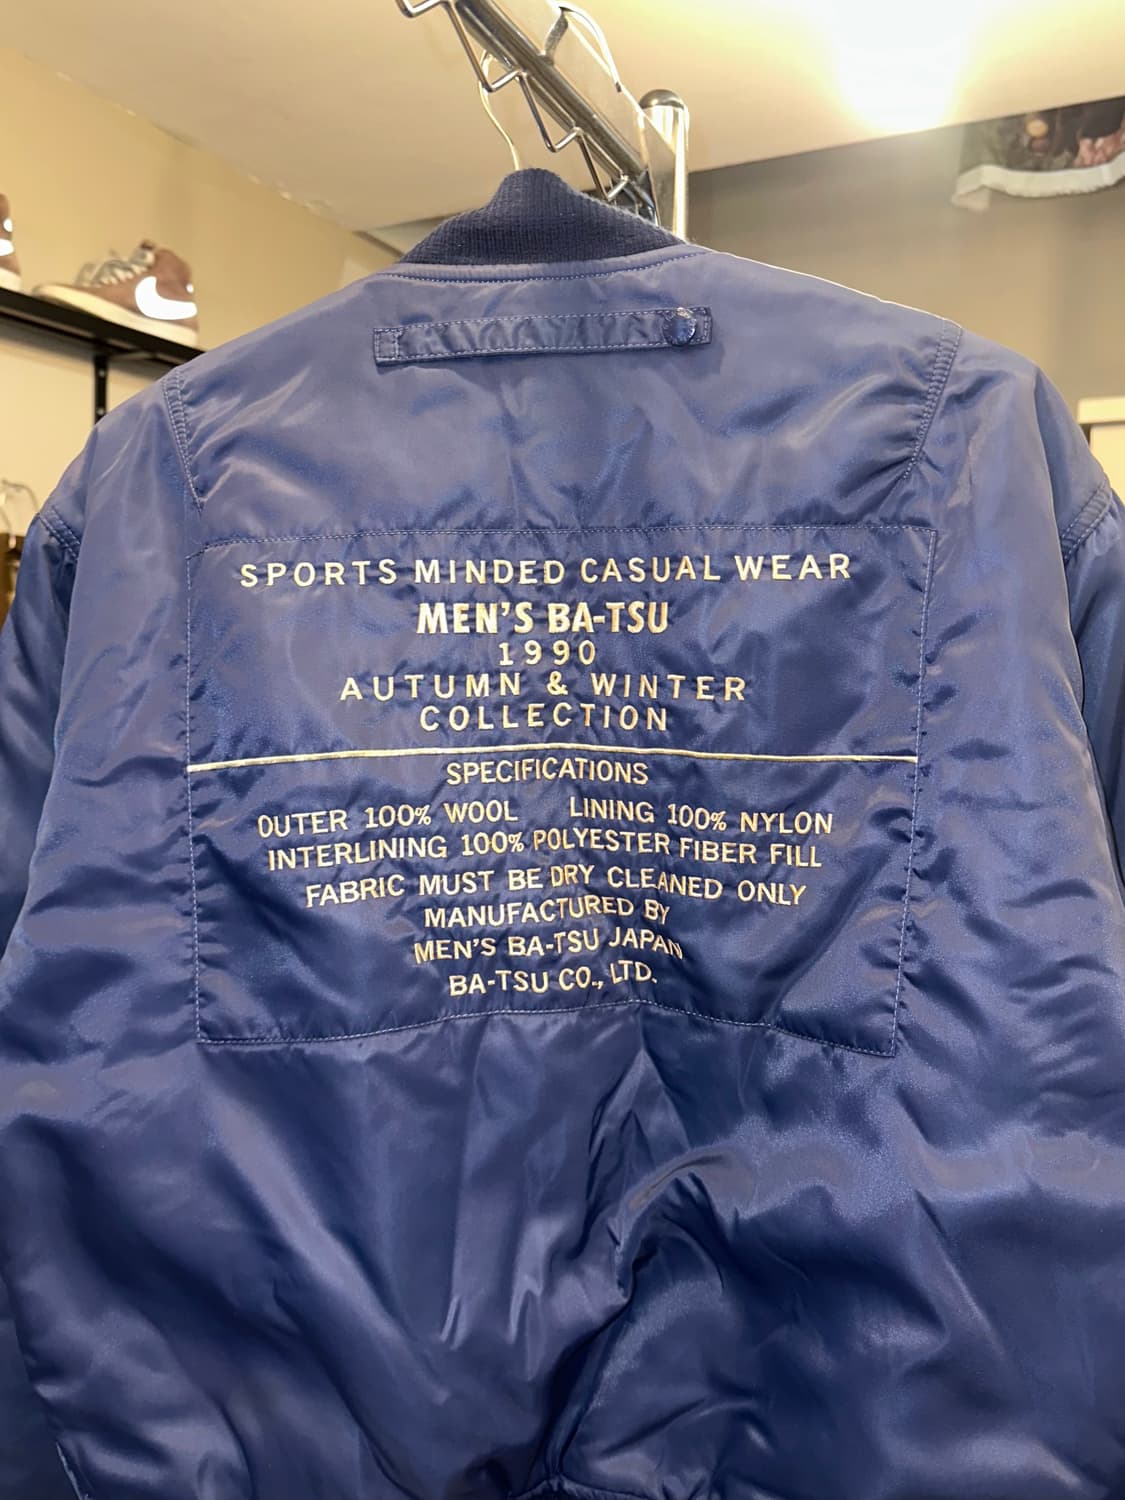 SPORTS MINDED CASUAL WEAR
MEN'S BA-TSU
1990
AUTUMN & WINTER
COLLECTION
SPECIFICATIONS
OUTER 100% WOOL LINING 100% NYLON
INTERLINING 100% POLYESTER FIBER FILL
FABRIC MUST BE DRY CLEANED ONLY
MANUFACTURED BY
MEN'S BA-TSU JAPAN
BA-TSU CO., LTD.